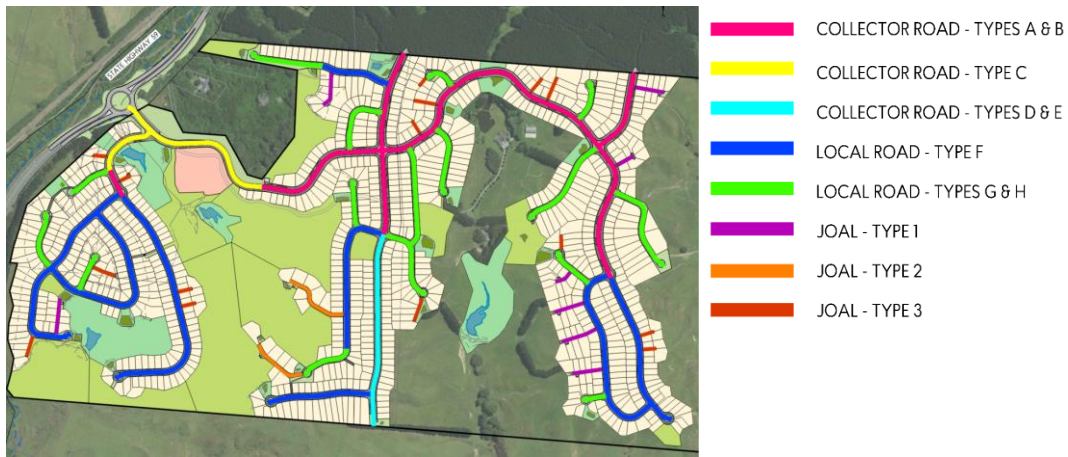 STATE HIGHWAY 59
COLLECTOR ROAD - TYPES A & B
COLLECTOR ROAD - TYPE C
COLLECTOR ROAD - TYPES D & E
LOCAL ROAD - TYPE F
LOCAL ROAD - TYPES G & H
JOAL - TYPE 1
JOAL - TYPE 2
JOAL - TYPE 3